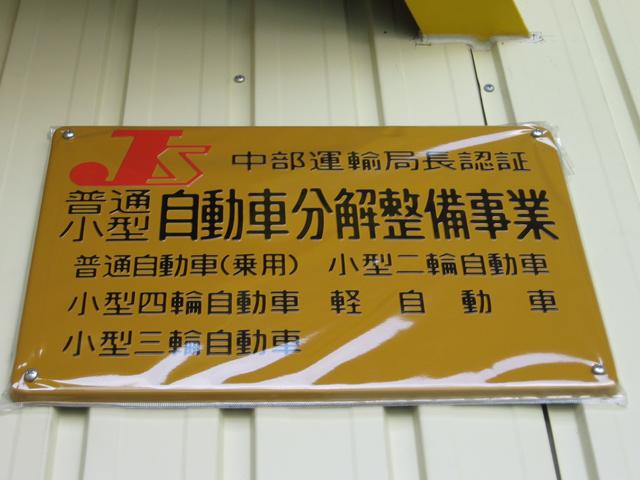 JS 中部運輸局長認証
普通
小型 自動車分解整備事業
普通自動車(乗用) 小型二輪自動車
小型四輪自動車 軽自動車
小型三輪自動車